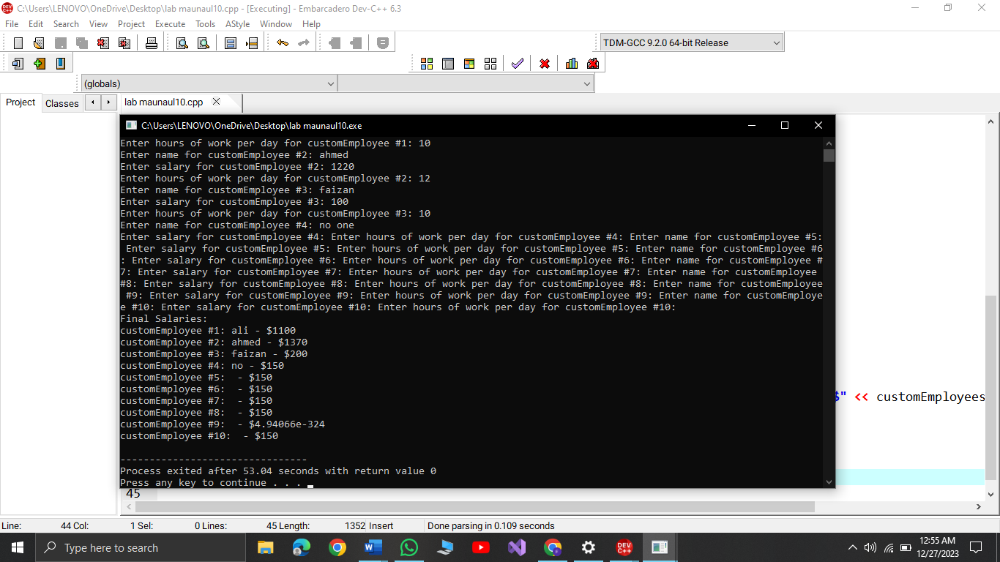 C:\Users\LENOVO\OneDrive\Desktop\lab maunaul10.cpp - [Executing] - Embarcadero Dev-C++ 6.3
File Edit Search View Project Execute Tools AStyle Window Help
TDM-GCC 9.2.0 64-bit Release
(globals)
Project Classes lab maunaul10.cpp
C:\Users\LENOVO\OneDrive\Desktop\lab maunaul10.exe
Enter hours of work per day for customEmployee #1: 10
Enter name for customEmployee #2: ahmed
Enter salary for customEmployee #2: 1220
Enter hours of work per day for customEmployee #2: 12
Enter name for customEmployee #3: faizan
Enter salary for customEmployee #3: 100
Enter hours of work per day for customEmployee #3: 10
Enter name for customEmployee #4: no one
Enter salary for customEmployee #4: Enter hours of work per day for customEmployee #4: Enter name for customEmployee #5:
 Enter salary for customEmployee #5: Enter hours of work per day for customEmployee #5: Enter name for customEmployee #6
: Enter salary for customEmployee #6: Enter hours of work per day for customEmployee #6: Enter name for customEmployee #
7: Enter salary for customEmployee #7: Enter hours of work per day for customEmployee #7: Enter name for customEmployee
#8: Enter salary for customEmployee #8: Enter hours of work per day for customEmployee #8: Enter name for customEmployee
 #9: Enter salary for customEmployee #9: Enter hours of work per day for customEmployee #9: Enter name for customEmploye
e #10: Enter salary for customEmployee #10: Enter hours of work per day for customEmployee #10:
Final Salaries:
customEmployee #1: ali - $1100
customEmployee #2: ahmed - $1370
customEmployee #3: faizan - $200
customEmployee #4: no - $150
customEmployee #5:  - $150
customEmployee #6:  - $150
customEmployee #7:  - $150
customEmployee #8:  - $150
customEmployee #9:  - $4.94066e-324
customEmployee #10:  - $150
--------------------------------
Process exited after 53.04 seconds with return value 0
Press any key to continue . . .
$" << customEmployees
45
Line: 44 Col: 1 Sel: 0 Lines: 45 Length: 1352 Insert Done parsing in 0.109 seconds
Type here to search
12:55 AM
12/27/2023